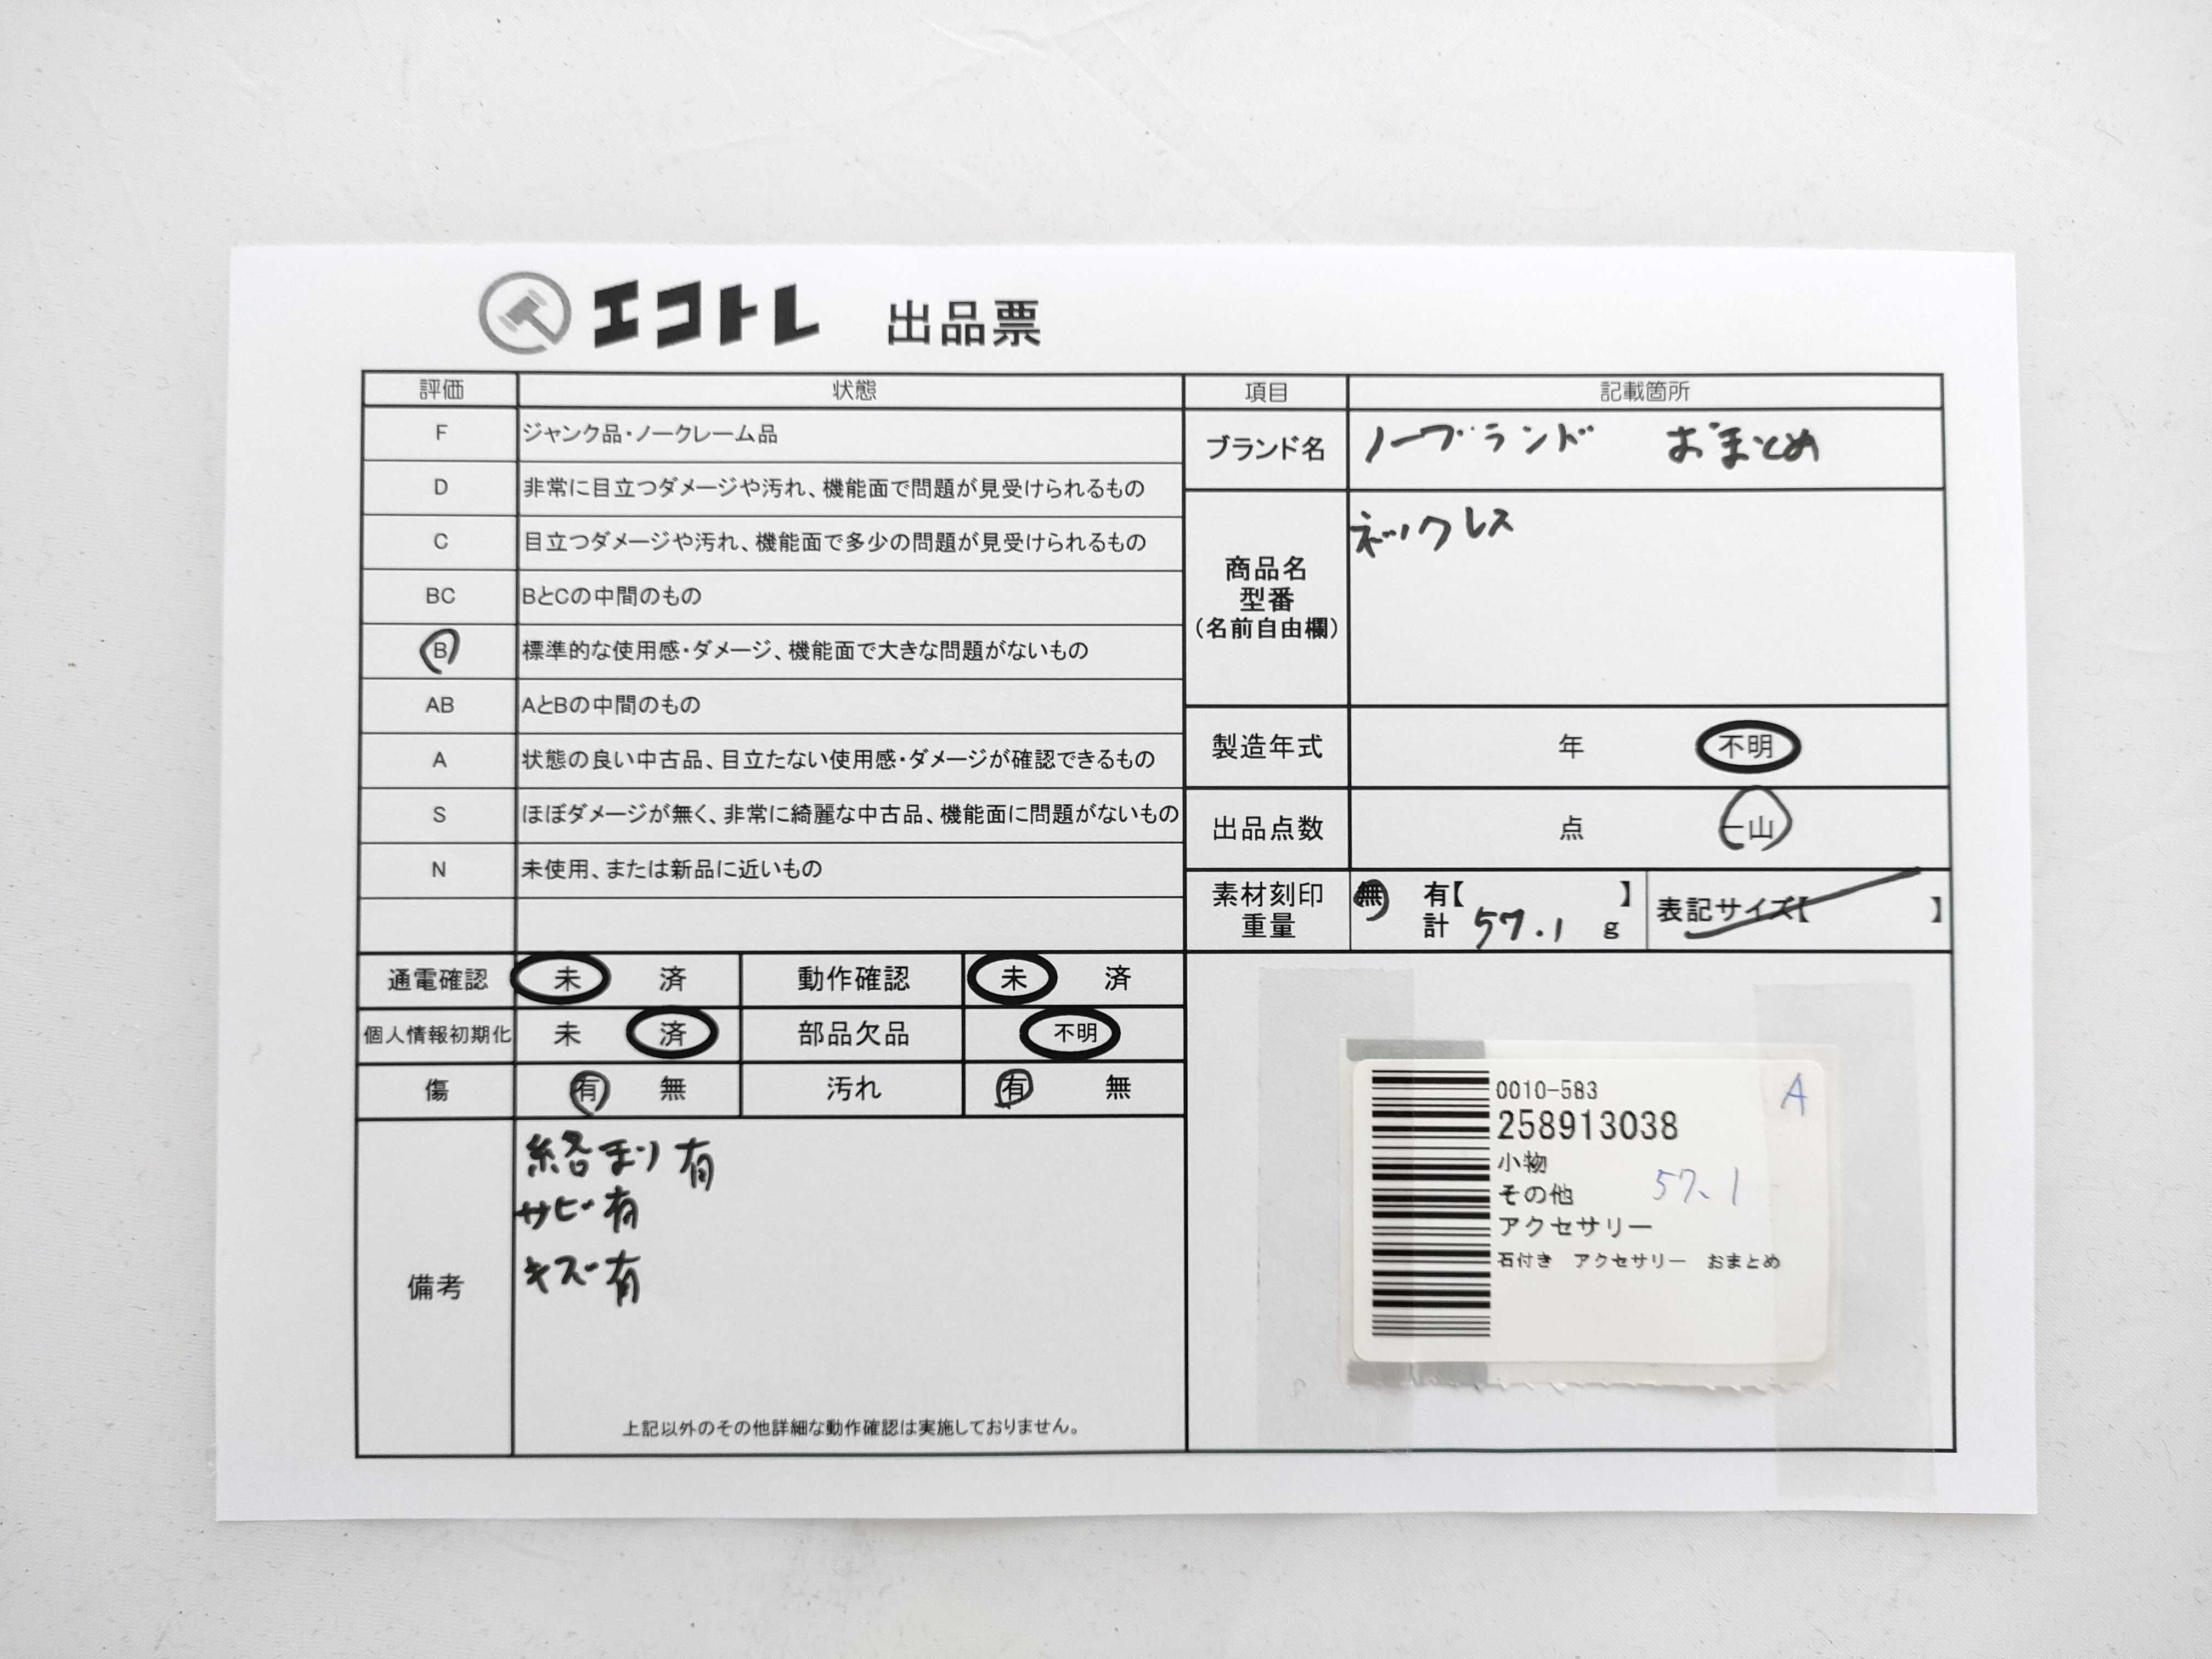 エコトレ 出品票
評価 状態 項目 記載箇所
F ジャンク品・ノークレーム品
D 非常に目立つダメージや汚れ、機能面で問題が見受けられるもの
C 目立つダメージや汚れ、機能面で多少の問題が見受けられるもの
BC BとCの中間のもの
B 標準的な使用感・ダメージ、機能面で大きな問題がないもの
AB AとBの中間のもの
A 状態の良い中古品、目立たない使用感・ダメージが確認できるもの
S ほぼダメージが無く、非常に綺麗な中古品、機能面に問題がないもの
N 未使用、または新品に近いもの
ブランド名 ノーブランド おまとめ
商品名
型番
(名前自由欄)
ネックレス
製造年式 年 不明
出品点数 点 一山
素材刻印
重量
無 有【 】
計 57.1 g
表記サイズ【 】
通電確認 未 済 動作確認 未 済
個人情報初期化 未 済 部品欠品 不明
傷 有 無 汚れ 有 無
備考
絡まり有
サビ有
キズ有
上記以外のその他詳細な動作確認は実施しておりません。
0010-583 A
258913038
小物
その他 57.1
アクセサリー
石付き アクセサリー おまとめ